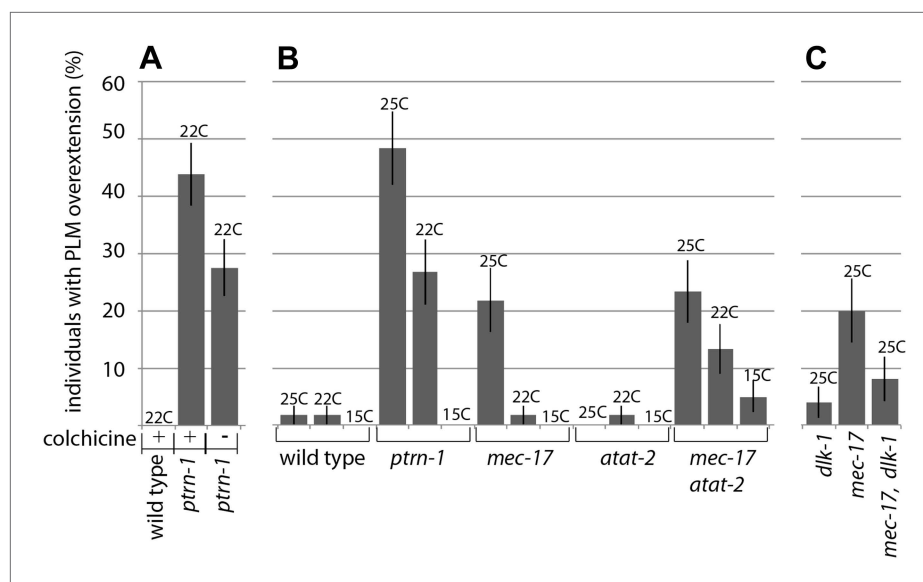 A B C
individuals with PLM overextension (%)
60
50
40
30
20
10
22C
22C
22C
25C
22C
15C
25C
22C
15C
25C
22C
15C
25C
22C
15C
25C
22C
15C
25C
25C
25C
colchicine + + -
wild type
ptrn-1
ptrn-1
wild type
ptrn-1
mec-17
atat-2
mec-17
atat-2
dlk-1
mec-17
mec-17, dlk-1